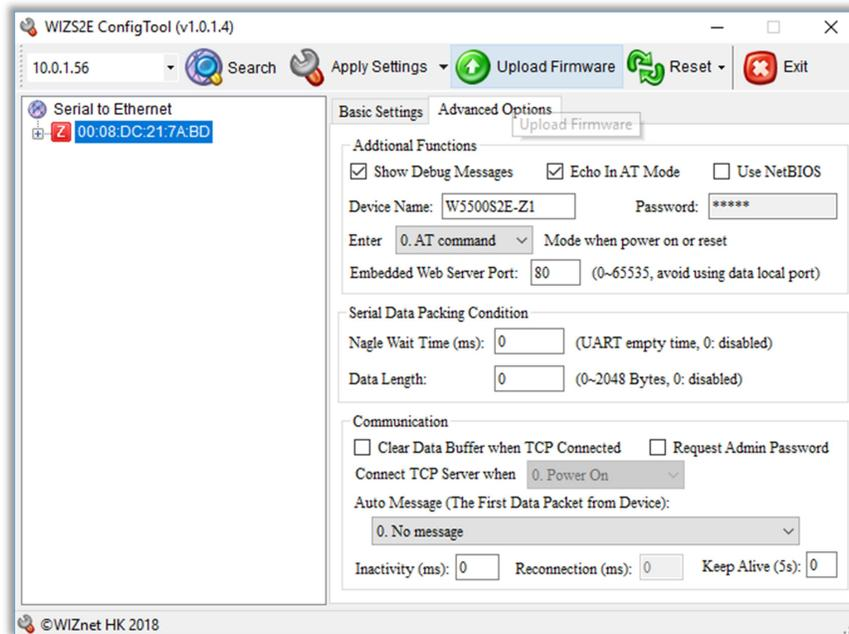 WIZS2E ConfigTool (v1.0.1.4)
10.0.1.56 Search Apply Settings Upload Firmware Reset Exit
Serial to Ethernet
Z 00:08:DC:21:7A:BD
Basic Settings Advanced Options
Upload Firmware
Addtional Functions
Show Debug Messages Echo In AT Mode Use NetBIOS
Device Name: W5500S2E-Z1 Password: *****
Enter 0. AT command Mode when power on or reset
Embedded Web Server Port: 80 (0~65535, avoid using data local port)
Serial Data Packing Condition
Nagle Wait Time (ms): 0 (UART empty time, 0: disabled)
Data Length: 0 (0~2048 Bytes, 0: disabled)
Communication
Clear Data Buffer when TCP Connected Request Admin Password
Connect TCP Server when 0. Power On
Auto Message (The First Data Packet from Device):
0. No message
Inactivity (ms): 0 Reconnection (ms): 0 Keep Alive (5s): 0
©WIZnet HK 2018